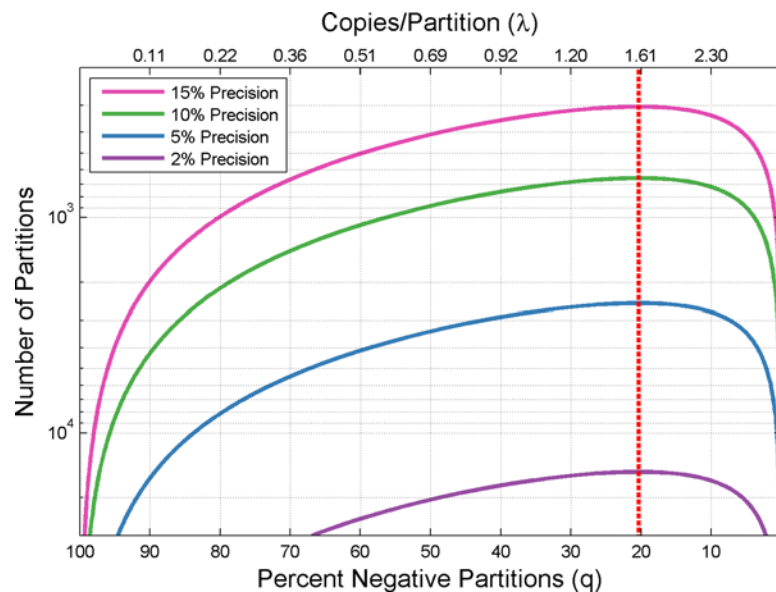 Copies/Partition (λ)
0.11 0.22 0.36 0.51 0.69 0.92 1.20 1.61 2.30
15% Precision
10% Precision
5% Precision
2% Precision
Number of Partitions
10³
10⁴
100 90 80 70 60 50 40 30 20 10
Percent Negative Partitions (q)